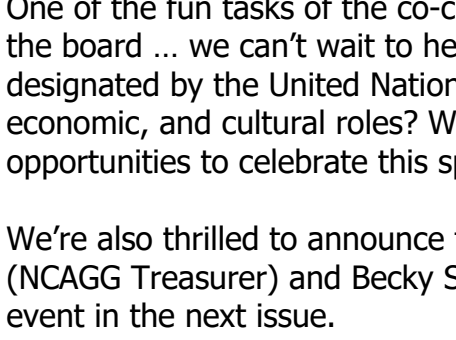 One of the fun tasks of the co-c
the board … we can’t wait to he
designated by the United Nation
economic, and cultural roles? W
opportunities to celebrate this sp

We’re also thrilled to announce
(NCAGG Treasurer) and Becky S
event in the next issue.